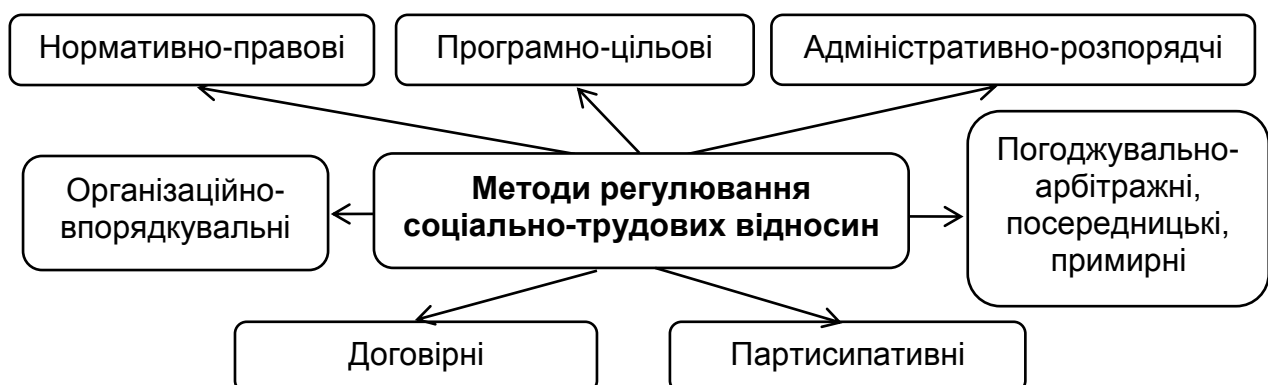 Нормативно-правові
Програмно-цільові
Адміністративно-розпорядчі
Організаційно-
впорядкувальні
Методи регулювання
соціально-трудових відносин
Погоджувально-
арбітражні,
посередницькі,
примирні
Договірні
Партисипативні